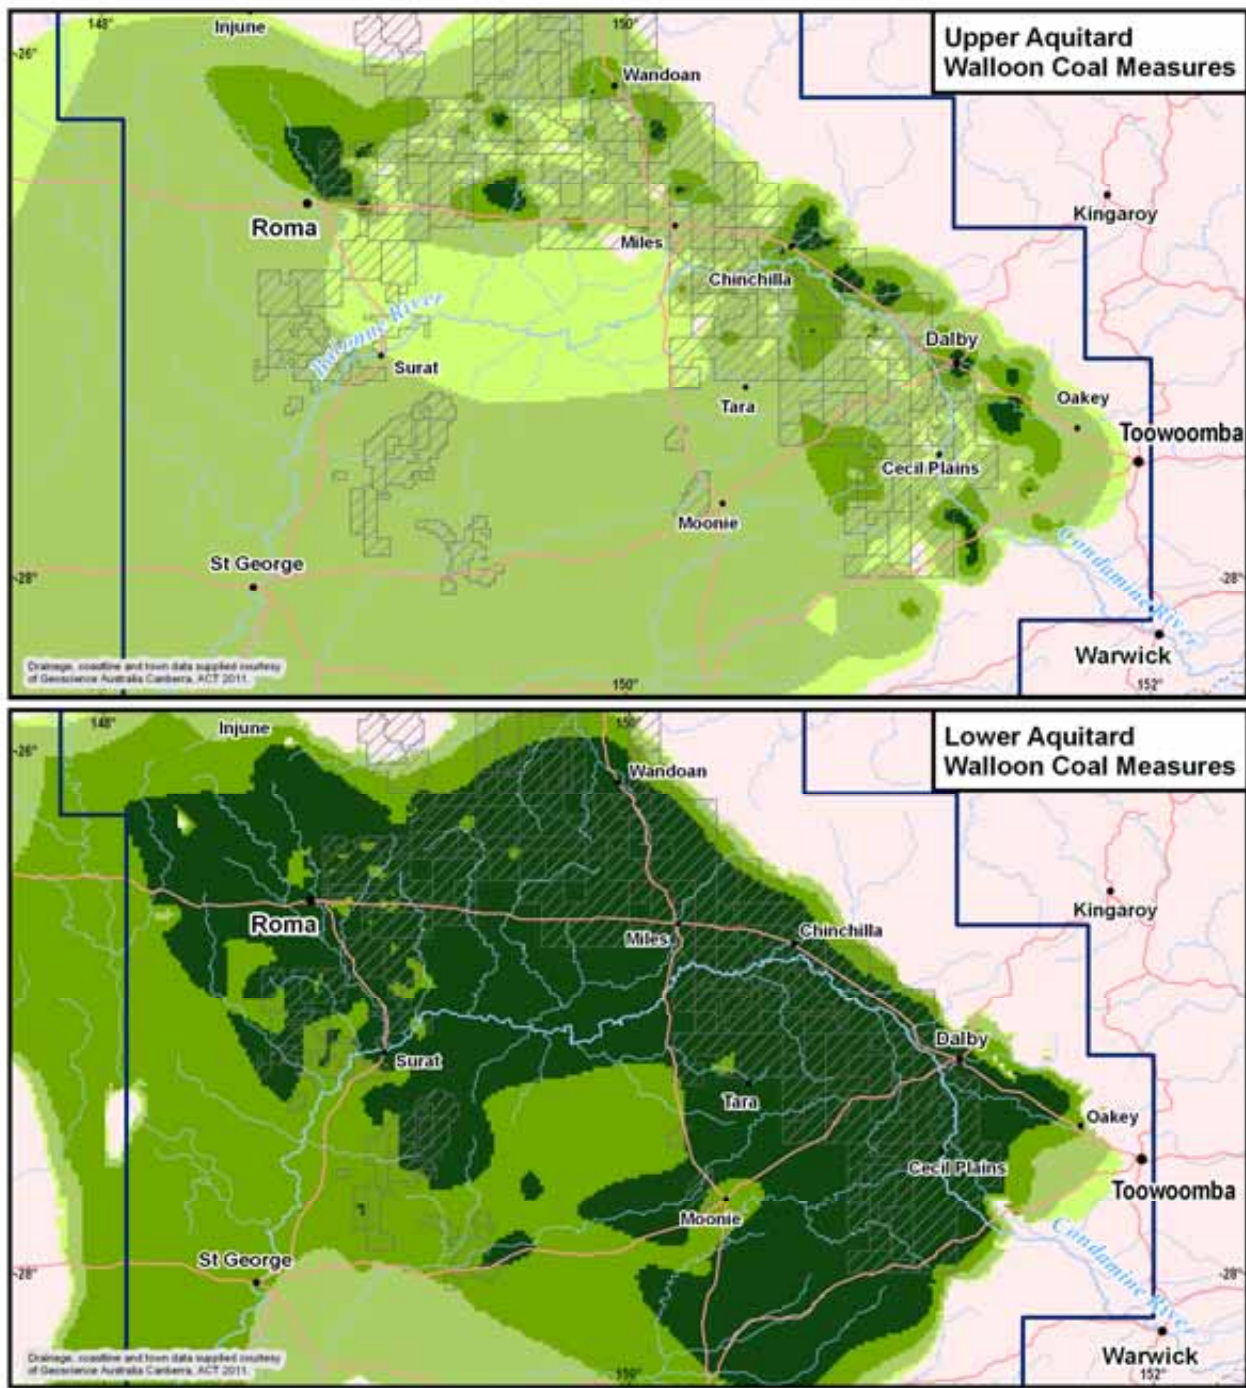 148°
Injune
150°
Upper Aquitard
Walloon Coal Measures
-26°
Wandoan
Kingaroy
Roma
Miles
Chinchilla
Balonne River
Surat
Dalby
Tara
Oakey
Toowoomba
Cecil Plains
Moonie
St George
Condamine River
-28°
-28°
Warwick
Drainage, coastline and town data supplied courtesy
of Geoscience Australia Canberra, ACT 2011.
150°
152°
148°
Injune
150°
Lower Aquitard
Walloon Coal Measures
-26°
Wandoan
Kingaroy
Roma
Miles
Chinchilla
Surat
Dalby
Tara
Oakey
Cecil Plains
Toowoomba
Moonie
St George
Condamine River
-28°
-28°
Warwick
Drainage, coastline and town data supplied courtesy
of Geoscience Australia Canberra, ACT 2011.
150°
152°